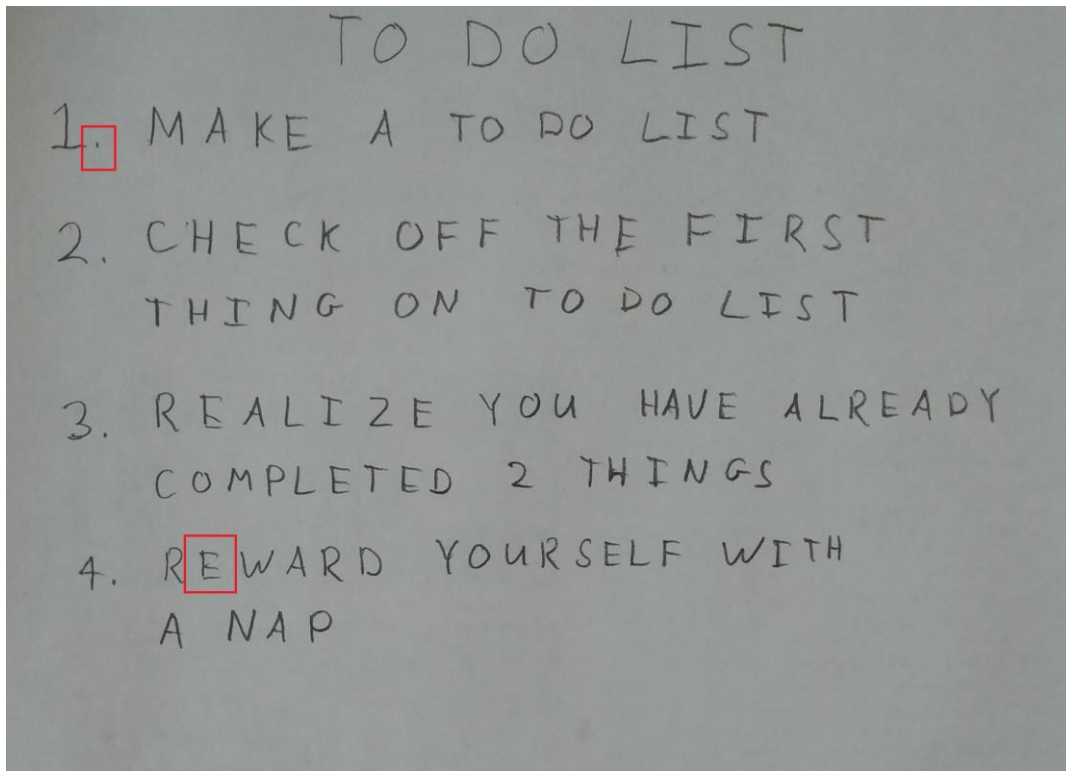 TO DO LIST
1. MAKE A TO DO LIST
2. CHECK OFF THE FIRST
THING ON TO DO LIST
3. REALIZE YOU HAVE ALREADY
COMPLETED 2 THINGS
4. REWARD YOURSELF WITH
A NAP